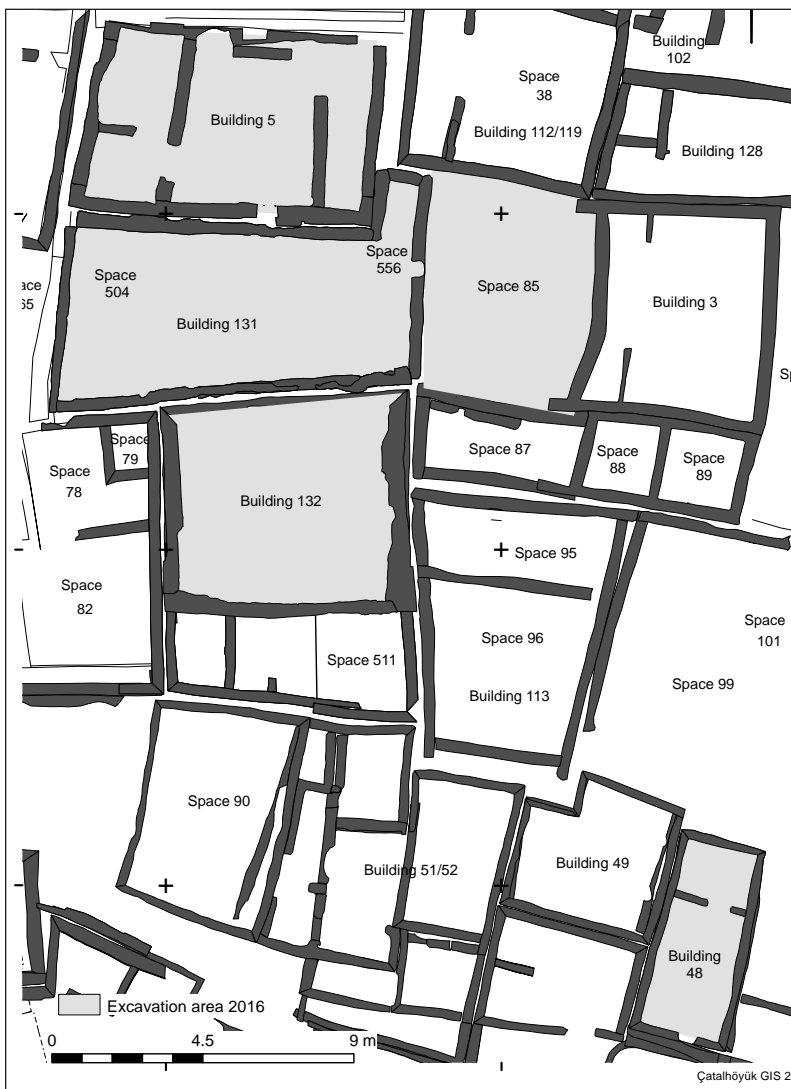 Building
102
Space
38
Building 5
Building 112/119
Building 128
Space
504
Space
556
Space 85
Building 3
Building 131
Space
79
Space 87
Space
88
Space
89
Space
78
Building 132
Space 95
Space
82
Space 96
Space
101
Space 511
Space 99
Building 113
Space 90
Building 51/52
Building 49
Building
48
Excavation area 2016
0 4.5 9 m
Çatalhöyük GIS 2